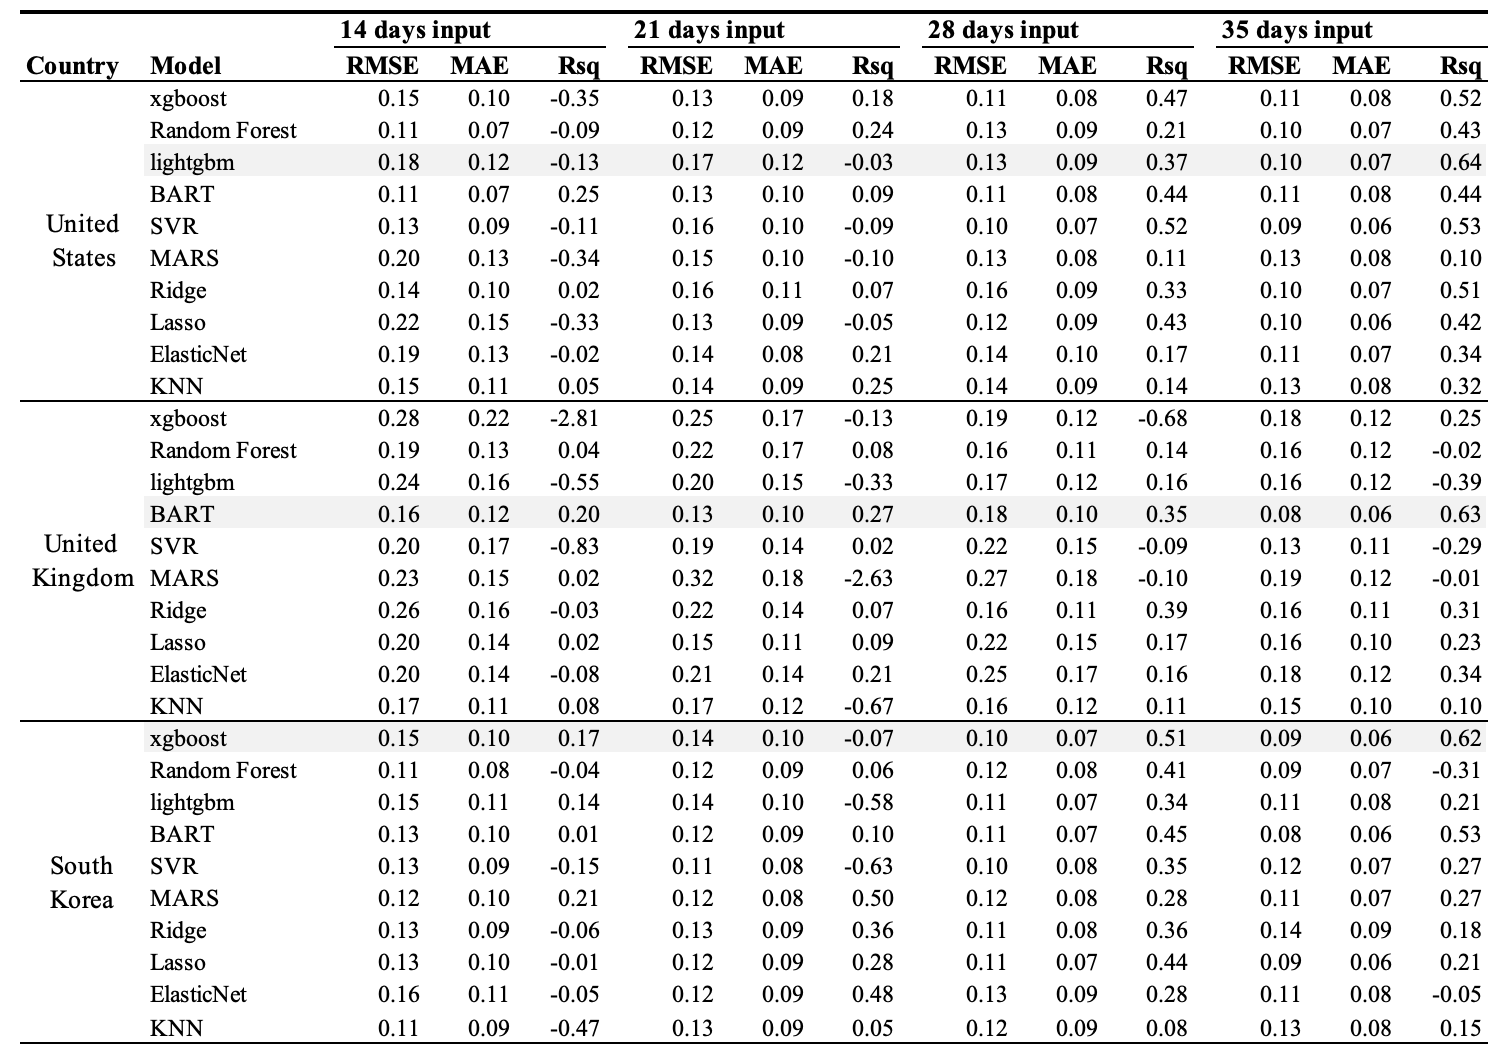 14 days input 21 days input 28 days input 35 days input
Country Model RMSE MAE Rsq RMSE MAE Rsq RMSE MAE Rsq RMSE MAE Rsq
xgboost 0.15 0.10 -0.35 0.13 0.09 0.18 0.11 0.08 0.47 0.11 0.08 0.52
Random Forest 0.11 0.07 -0.09 0.12 0.09 0.24 0.13 0.09 0.21 0.10 0.07 0.43
lightgbm 0.18 0.12 -0.13 0.17 0.12 -0.03 0.13 0.09 0.37 0.10 0.07 0.64
BART 0.11 0.07 0.25 0.13 0.10 0.09 0.11 0.08 0.44 0.11 0.08 0.44
United SVR 0.13 0.09 -0.11 0.16 0.10 -0.09 0.10 0.07 0.52 0.09 0.06 0.53
States MARS 0.20 0.13 -0.34 0.15 0.10 -0.10 0.13 0.08 0.11 0.13 0.08 0.10
Ridge 0.14 0.10 0.02 0.16 0.11 0.07 0.16 0.09 0.33 0.10 0.07 0.51
Lasso 0.22 0.15 -0.33 0.13 0.09 -0.05 0.12 0.09 0.43 0.10 0.06 0.42
ElasticNet 0.19 0.13 -0.02 0.14 0.08 0.21 0.14 0.10 0.17 0.11 0.07 0.34
KNN 0.15 0.11 0.05 0.14 0.09 0.25 0.14 0.09 0.14 0.13 0.08 0.32
xgboost 0.28 0.22 -2.81 0.25 0.17 -0.13 0.19 0.12 -0.68 0.18 0.12 0.25
Random Forest 0.19 0.13 0.04 0.22 0.17 0.08 0.16 0.11 0.14 0.16 0.12 -0.02
lightgbm 0.24 0.16 -0.55 0.20 0.15 -0.33 0.17 0.12 0.16 0.16 0.12 -0.39
BART 0.16 0.12 0.20 0.13 0.10 0.27 0.18 0.10 0.35 0.08 0.06 0.63
United SVR 0.20 0.17 -0.83 0.19 0.14 0.02 0.22 0.15 -0.09 0.13 0.11 -0.29
Kingdom MARS 0.23 0.15 0.02 0.32 0.18 -2.63 0.27 0.18 -0.10 0.19 0.12 -0.01
Ridge 0.26 0.16 -0.03 0.22 0.14 0.07 0.16 0.11 0.39 0.16 0.11 0.31
Lasso 0.20 0.14 0.02 0.15 0.11 0.09 0.22 0.15 0.17 0.16 0.10 0.23
ElasticNet 0.20 0.14 -0.08 0.21 0.14 0.21 0.25 0.17 0.16 0.18 0.12 0.34
KNN 0.17 0.11 0.08 0.17 0.12 -0.67 0.16 0.12 0.11 0.15 0.10 0.10
xgboost 0.15 0.10 0.17 0.14 0.10 -0.07 0.10 0.07 0.51 0.09 0.06 0.62
Random Forest 0.11 0.08 -0.04 0.12 0.09 0.06 0.12 0.08 0.41 0.09 0.07 -0.31
lightgbm 0.15 0.11 0.14 0.14 0.10 -0.58 0.11 0.07 0.34 0.11 0.08 0.21
BART 0.13 0.10 0.01 0.12 0.09 0.10 0.11 0.07 0.45 0.08 0.06 0.53
South SVR 0.13 0.09 -0.15 0.11 0.08 -0.63 0.10 0.08 0.35 0.12 0.07 0.27
Korea MARS 0.12 0.10 0.21 0.12 0.08 0.50 0.12 0.08 0.28 0.11 0.07 0.27
Ridge 0.13 0.09 -0.06 0.13 0.09 0.36 0.11 0.08 0.36 0.14 0.09 0.18
Lasso 0.13 0.10 -0.01 0.12 0.09 0.28 0.11 0.07 0.44 0.09 0.06 0.21
ElasticNet 0.16 0.11 -0.05 0.12 0.09 0.48 0.13 0.09 0.28 0.11 0.08 -0.05
KNN 0.11 0.09 -0.47 0.13 0.09 0.05 0.12 0.09 0.08 0.13 0.08 0.15